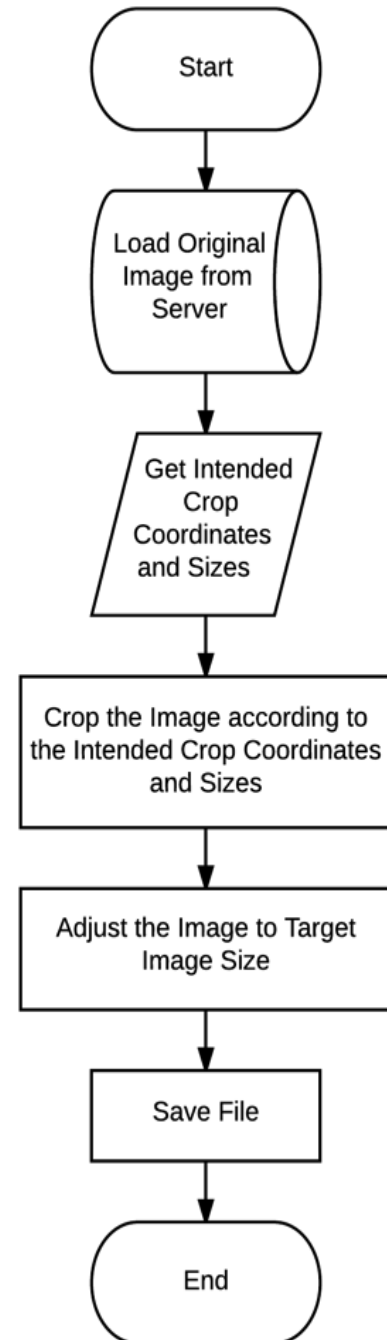 Start
Load Original
Image from
Server
Get Intended
Crop
Coordinates
and Sizes
Crop the Image according to
the Intended Crop Coordinates
and Sizes
Adjust the Image to Target
Image Size
Save File
End